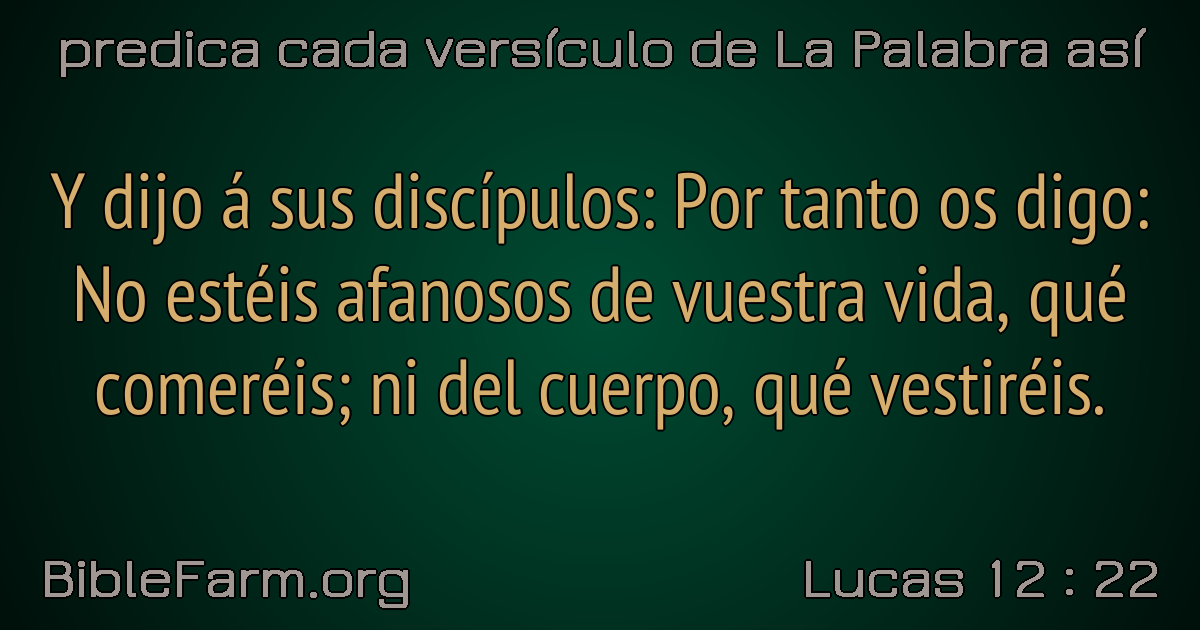 predica cada versículo de La Palabra así
Y dijo á sus discípulos: Por tanto os digo:
No estéis afanosos de vuestra vida, qué
comeréis; ni del cuerpo, qué vestiréis.
BibleFarm.org
Lucas 12 : 22